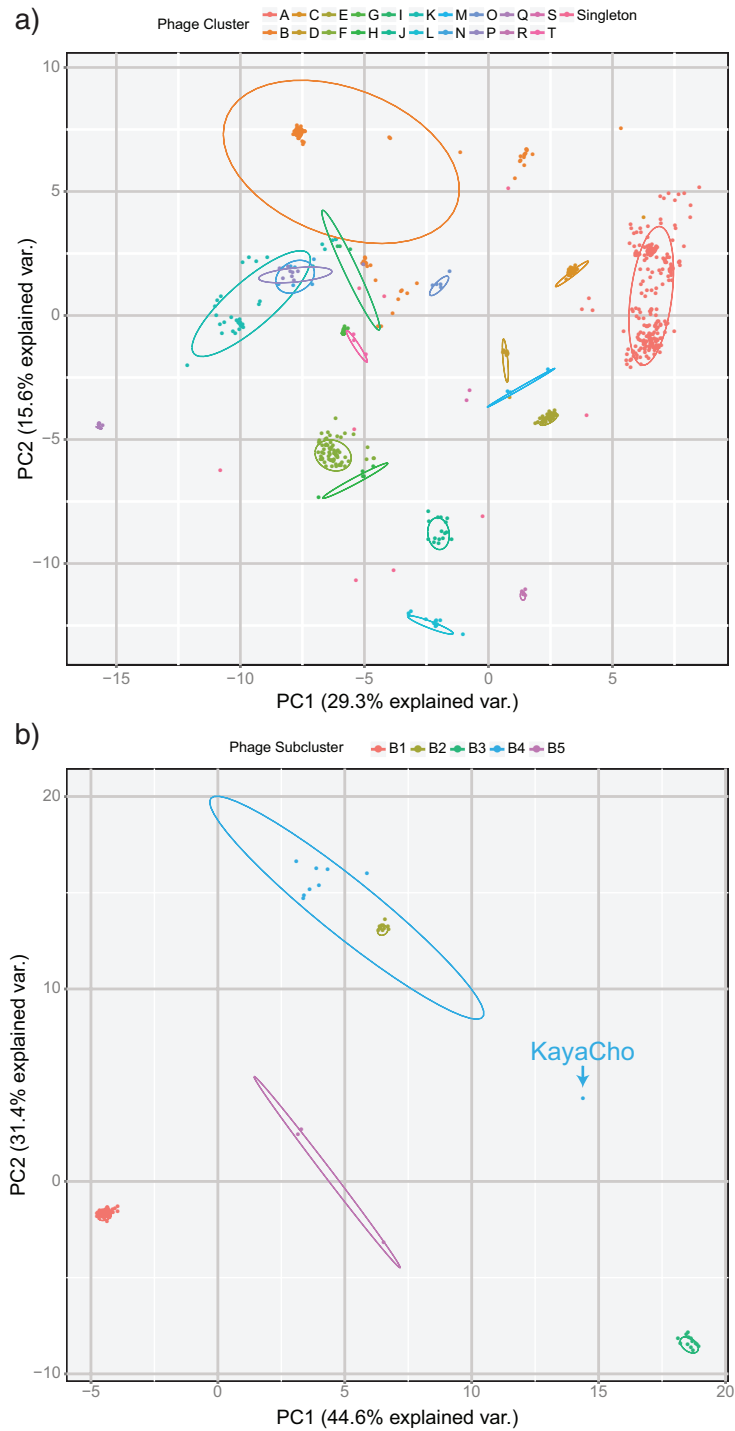 a)
Phage Cluster
A C E G I K M O Q S Singleton
B D F H J L N P R T
10
5
0
−5
−10
PC2 (15.6% explained var.)
−15 −10 −5 0 5
PC1 (29.3% explained var.)
b)
Phage Subcluster B1 B2 B3 B4 B5
20
10
0
−10
PC2 (31.4% explained var.)
KayaCho
−5 0 5 10 15 20
PC1 (44.6% explained var.)